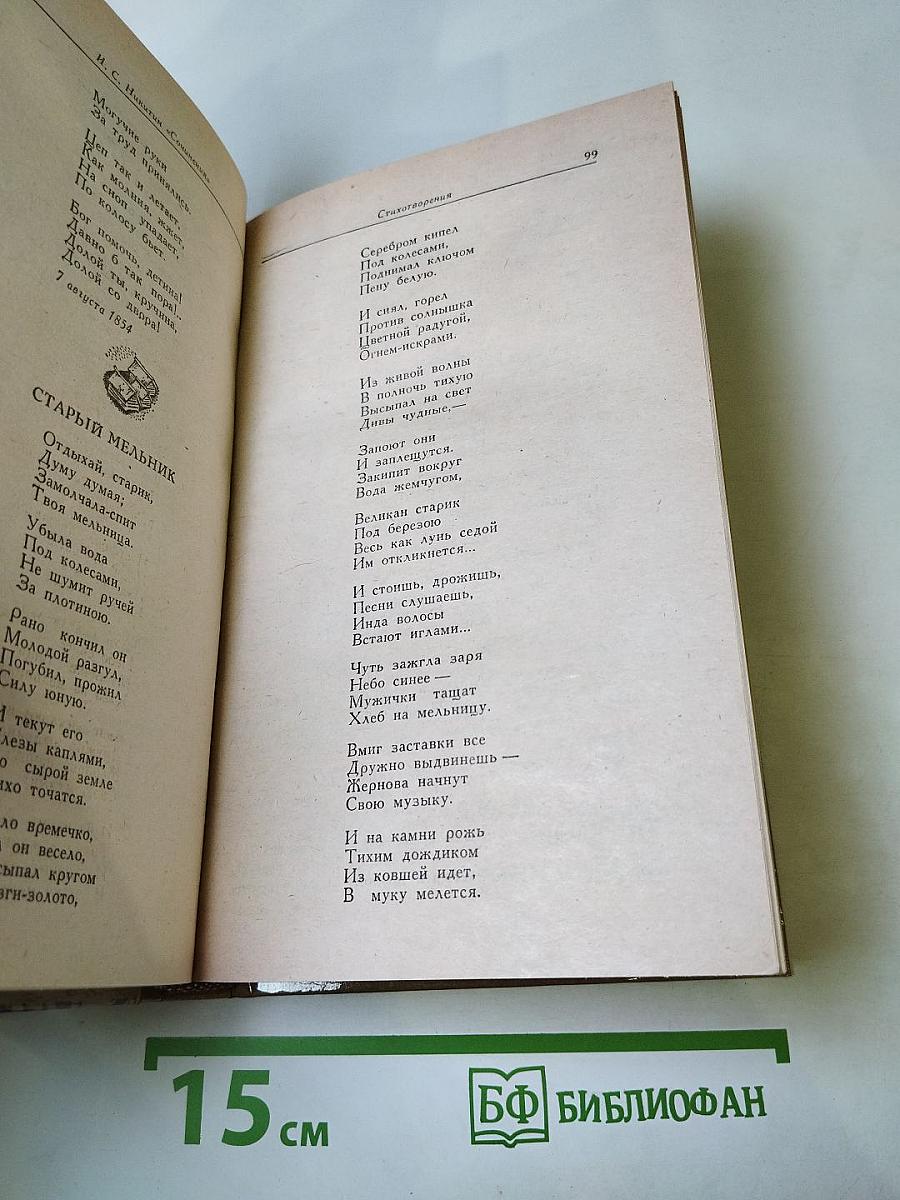 И. С. Никитин «Сочинения»
Могучие руки
За труд принялись.
Цеп так и летает,
Как молния, жжет,
На сноп упадает,
По колосу бьет.
Бог помочь, детина!
Давно б так пора!..
Долой ты, кручина,
Долой со двора!
7 августа 1854
СТАРЫЙ МЕЛЬНИК
Отдыхай, старик,
Думу думая;
Замолчала-спит
Твоя мельница.
Убыла вода
Под колесами,
Не шумит ручей
За плотиною.
Рано кончил он
Молодой разгул,
Погубил, прожил
Силу юную.
И текут его
лезы каплями,
о сырой земле
ихо точатся.
ло времечко,
л он весело,
сыпал кругом
зги-золото,
99
Стихотворения
Серебром кипел
Под колесами,
Поднимал ключом
Пену белую.
И сиял, горел
Против солнышка
Цветной радугой,
Огнем-искрами.
Из живой волны
В полночь тихую
Высыпал на свет
Дивы чудные,—
Запоют они
И заплещутся.
Закипит вокруг
Вода жемчугом,
Великан старик
Под березою
Весь как лунь седой
Им откликнется...
И стоишь, дрожишь,
Песни слушаешь,
Инда волосы
Встают иглами...
Чуть зажгла заря
Небо синее —
Мужички тащат
Хлеб на мельницу.
Вмиг заставки все
Дружно выдвинешь —
Жернова начнут
Свою музыку.
И на камни рожь
Тихим дождиком
Из ковшей идет,
В муку мелется.
15 см
БФ БИБЛИОФАН